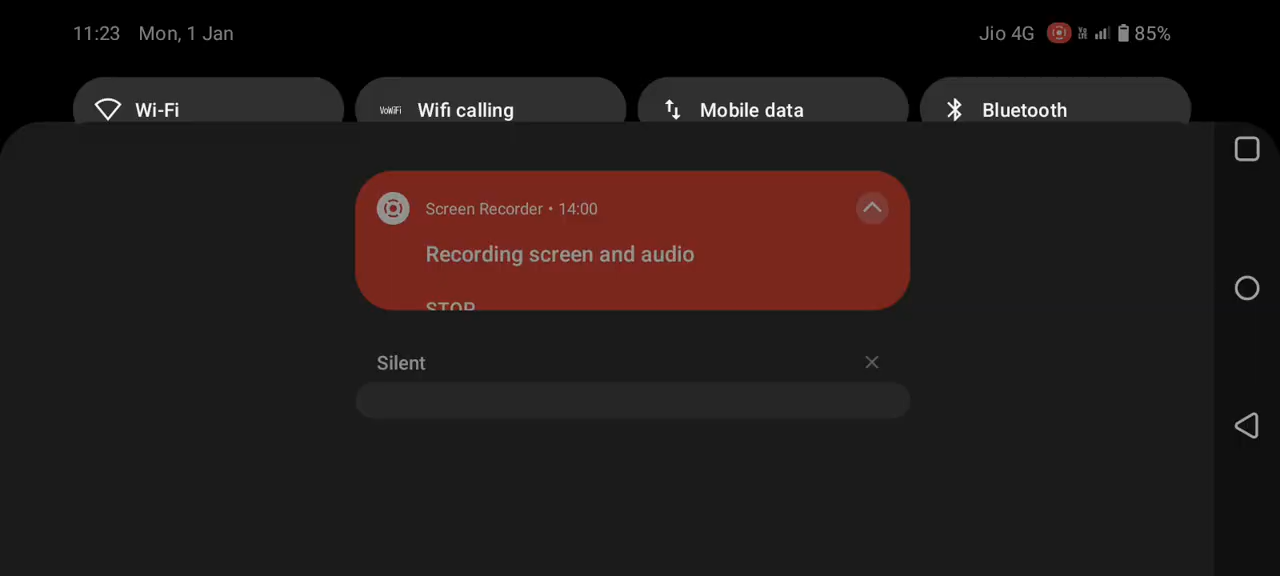 11:23 Mon, 1 Jan
Jio 4G 85%
Wi-Fi
VoWiFi Wifi calling
Mobile data
Bluetooth
Screen Recorder • 14:00
Recording screen and audio
STOP
Silent